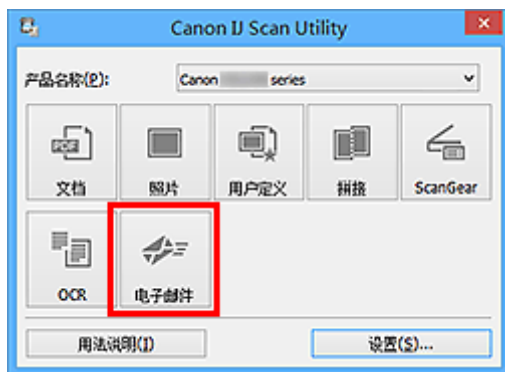 Canon IJ Scan Utility
产品名称(P): Canon series
文档 照片 用户定义 拼接 ScanGear
OCR 电子邮件
用法说明(I) 设置(S)...